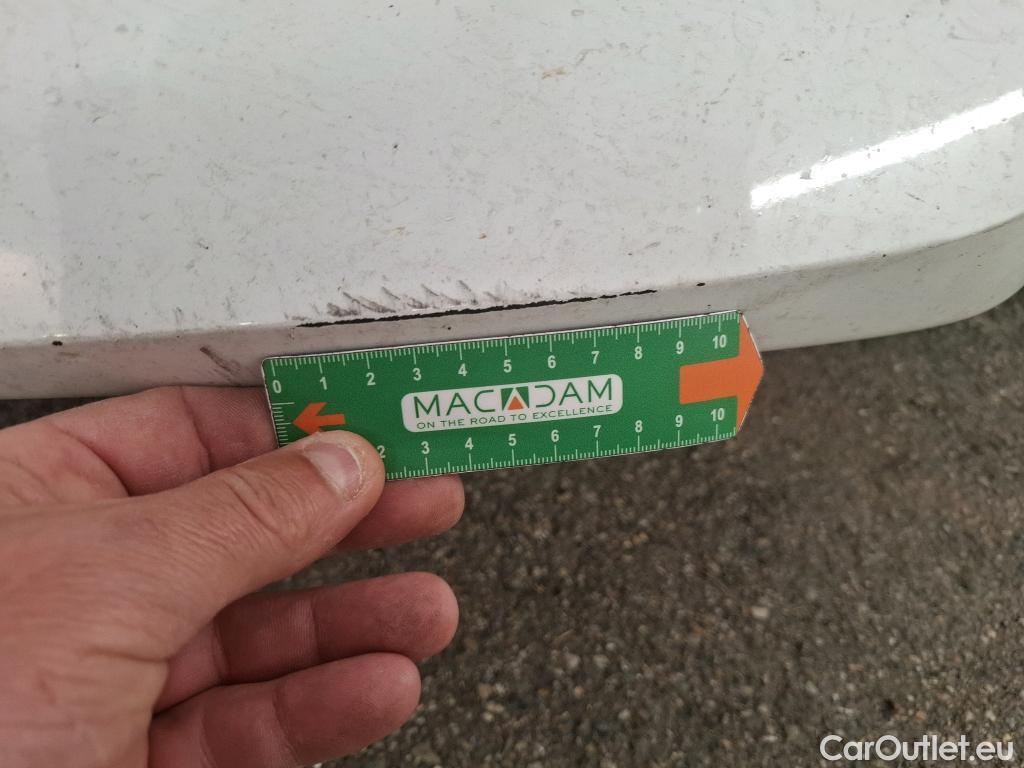 0 1 2 3 4 5 6 7 8 9 10
MACADAM
ON THE ROAD TO EXCELLENCE
2 3 4 5 6 7 8 9 10
CarOutlet.eu